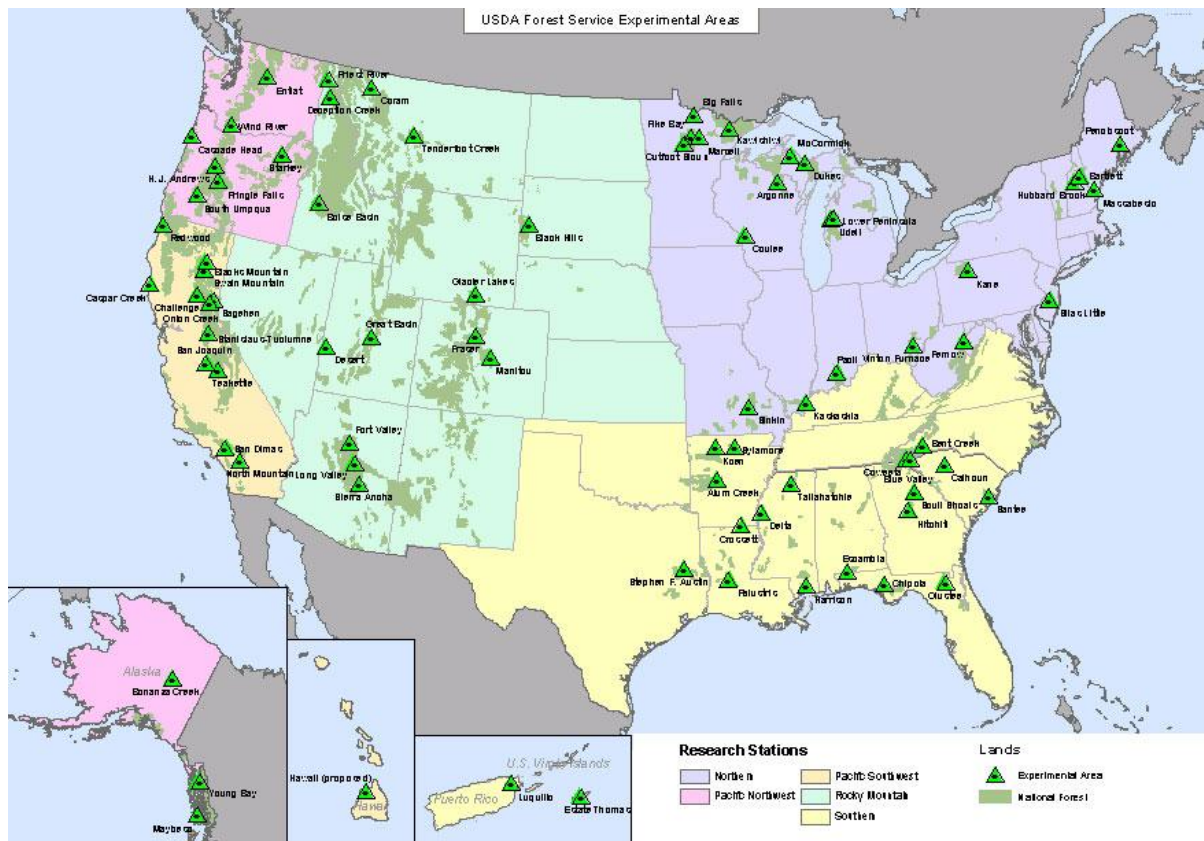 USDA Forest Service Experimental Areas
Entiat
Priest River
Coram
Deception Creek
Wind River
Cascade Head
Tenderfoot Creek
Starkey
H. J. Andrews
Pringle Falls
South Umpqua
Boise Basin
Redwood
Black Hills
Blacks Mountain
Swain Mountain
Caspar Creek
Challenge
Onion Creek
Sagehen
Glacier Lakes
Stanislaus-Tuolumne
Great Basin
San Joaquin
Desert
Fraser
Manitou
Teakettle
Fort Valley
San Dimas
North Mountain
Long Valley
Sierra Ancha
Big Falls
Pike Bay
Kawishiwi
Marcell
Cutfoot Sioux
McCormick
Dukes
Argonne
Lower Peninsula
Udell
Coulee
Penobscot
Bartlett
Hubbard Brook
Massabesic
Kane
Silas Little
Paoli
Vinton Furnace
Fernow
Sinkin
Kaskaskia
Koen
Sylamore
Bent Creek
Coweeta
Blue Valley
Calhoun
Alum Creek
Tallahatchie
Scull Shoals
Hitchiti
Santee
Delta
Crossett
Escambia
Stephen F. Austin
Palustris
Harrison
Chipola
Olustee
Alaska
Bonanza Creek
Young Bay
Maybeso
Hawaii (proposed)
Hawaii
U.S. Virgin Islands
Puerto Rico
Luquillo
Estate Thomas
Research Stations
Northern
Pacific Northwest
Pacific Southwest
Rocky Mountain
Southern
Lands
Experimental Area
National Forest